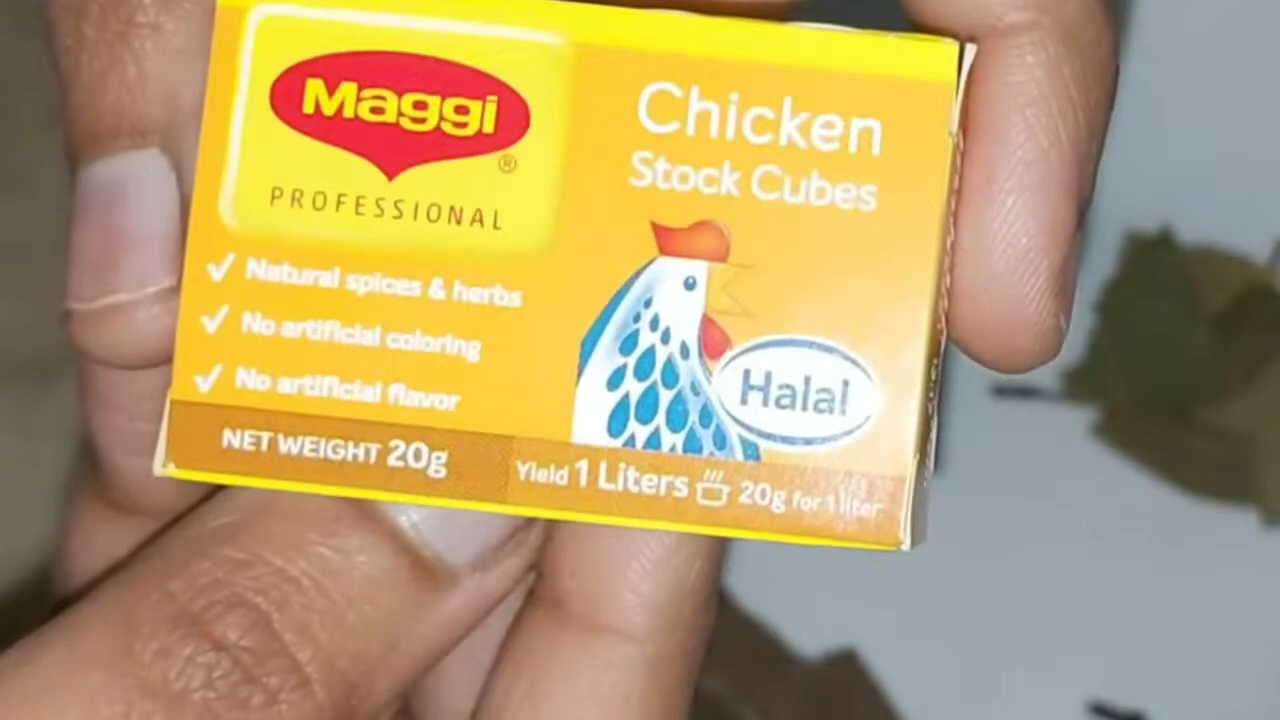 Maggi
®
PROFESSIONAL
Chicken
Stock Cubes
✓ Natural spices & herbs
✓ No artificial coloring
✓ No artificial flavor
Halal
NET WEIGHT 20g
Yield 1 Liters 20g for 1 liter